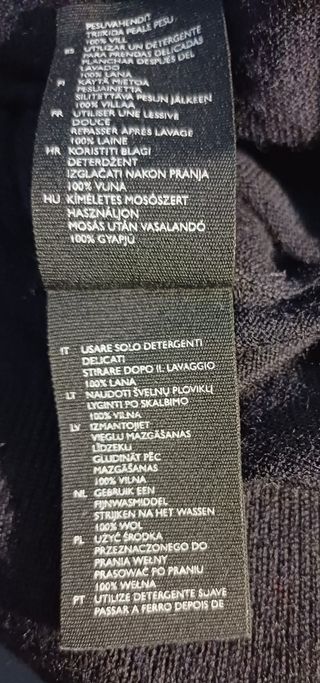 PESUVAHENDIT
TRIIKIDA PEALE PESU
100% VILL
ES UTILIZAR UN DETERGENTE
PARA PRENDAS DELICADAS
PLANCHAR DESPUÉS DEL
LAVADO
100% LANA
FI KÄYTÄ MIETOA
PESUAINETTA
SILITETTÄVÄ PESUN JÄLKEEN
100% VILLAA
FR UTILISER UNE LESSIVE
DOUCE
REPASSER APRÈS LAVAGE
100% LAINE
HR KORISTITI BLAGI
DETERDŽENT
IZGLAČATI NAKON PRANJA
100% VUNA
HU KÍMÉLETES MOSÓSZERT
HASZNÁLJON
MOSÁS UTÁN VASALANDÓ
100% GYAPJÚ
IT USARE SOLO DETERGENTI
DELICATI
STIRARE DOPO IL LAVAGGIO
100% LANA
LT NAUDOTI ŠVELNŲ PLOVIKLĮ
LYGINTI PO SKALBIMO
100% VILNA
LV IZMANTOJIET
VIEGLU MAZGĀŠANAS
LĪDZEKLI
GLUDINĀT PĒC
MAZGĀŠANAS
100% VILNA
NL GEBRUIK EEN
FIJNWASMIDDEL
STRIJKEN NA HET WASSEN
100% WOL
PL UŻYĆ ŚRODKA
PRZEZNACZONEGO DO
PRANIA WEŁNY
PRASOWAĆ PO PRANIU
100% WEŁNA
PT UTILIZE DETERGENTE SUAVE
PASSAR A FERRO DEPOIS DE